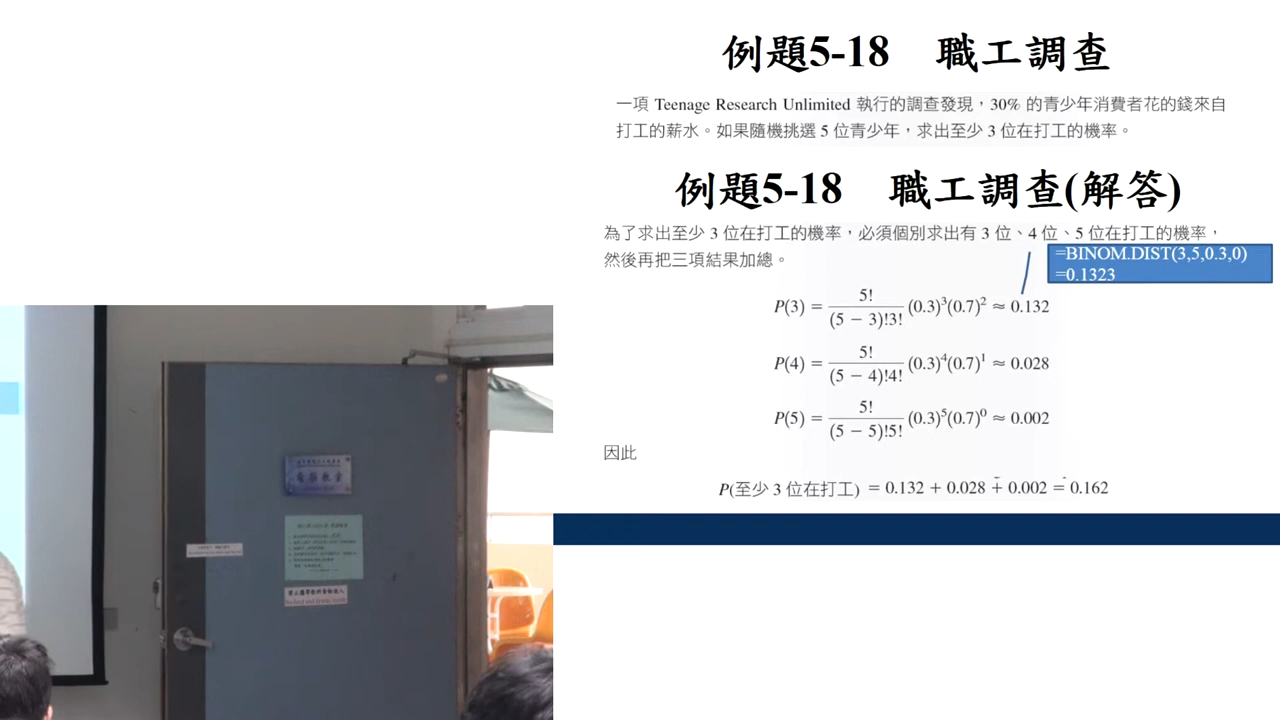 例題5-18 職工調查
一項 Teenage Research Unlimited 執行的調查發現，30% 的青少年消費者花的錢來自
打工的薪水。如果隨機挑選 5 位青少年，求出至少 3 位在打工的機率。
例題5-18 職工調查(解答)
為了求出至少 3 位在打工的機率，必須個別求出有 3 位、4 位、5 位在打工的機率，
然後再把三項結果加總。
=BINOM.DIST(3,5,0.3,0)
=0.1323
P(3) = 5!/(5 − 3)!3! (0.3)³(0.7)² ≈ 0.132
P(4) = 5!/(5 − 4)!4! (0.3)⁴(0.7)¹ ≈ 0.028
P(5) = 5!/(5 − 5)!5! (0.3)⁵(0.7)⁰ ≈ 0.002
因此
P(至少 3 位在打工) = 0.132 + 0.028 + 0.002 = 0.162
電腦教室